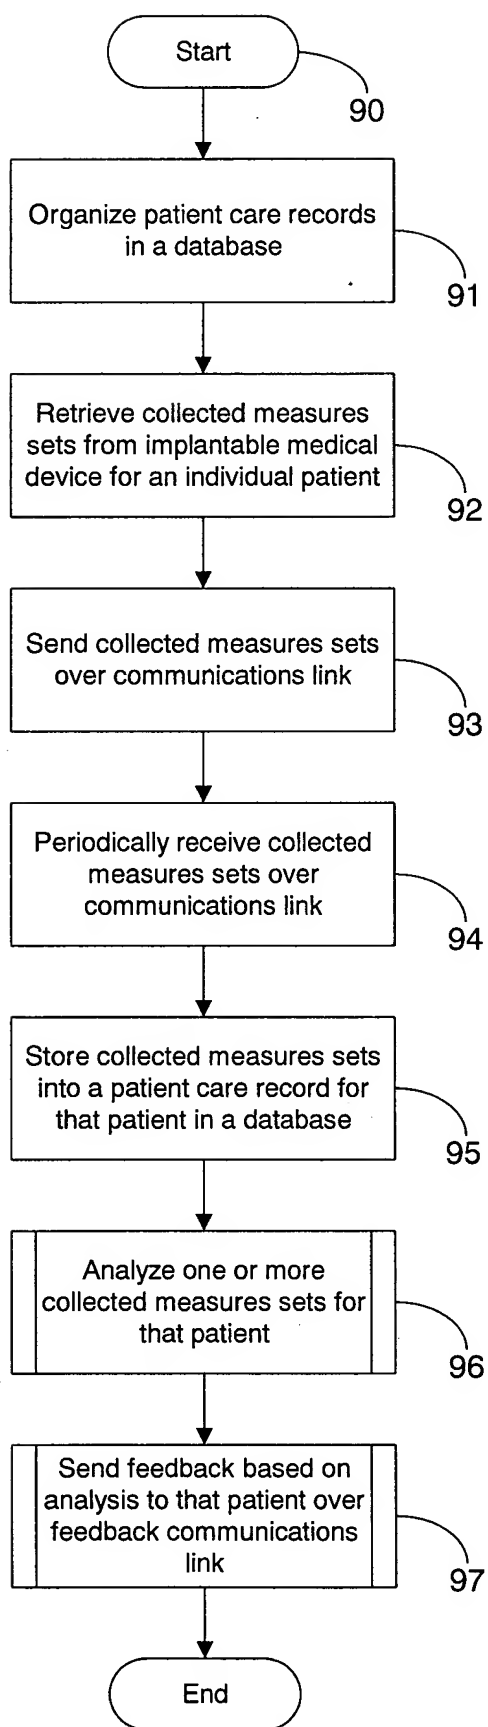 Start
90
Organize patient care records
in a database
91
Retrieve collected measures
sets from implantable medical
device for an individual patient
92
Send collected measures sets
over communications link
93
Periodically receive collected
measures sets over
communications link
94
Store collected measures sets
into a patient care record for
that patient in a database
95
Analyze one or more
collected measures sets for
that patient
96
Send feedback based on
analysis to that patient over
feedback communications
link
97
End